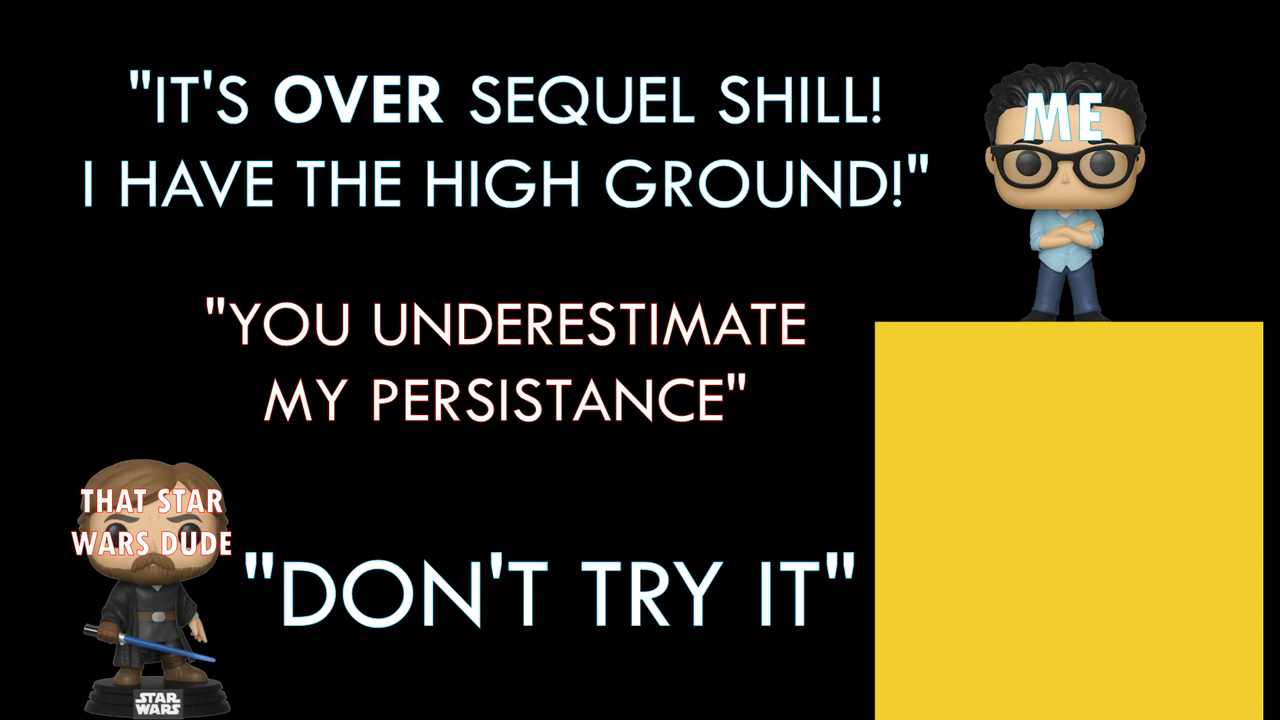 "IT'S OVER SEQUEL SHILL!
I HAVE THE HIGH GROUND!"
ME
"YOU UNDERESTIMATE
MY PERSISTANCE"
THAT STAR
WARS DUDE
"DON'T TRY IT"
STAR
WARS